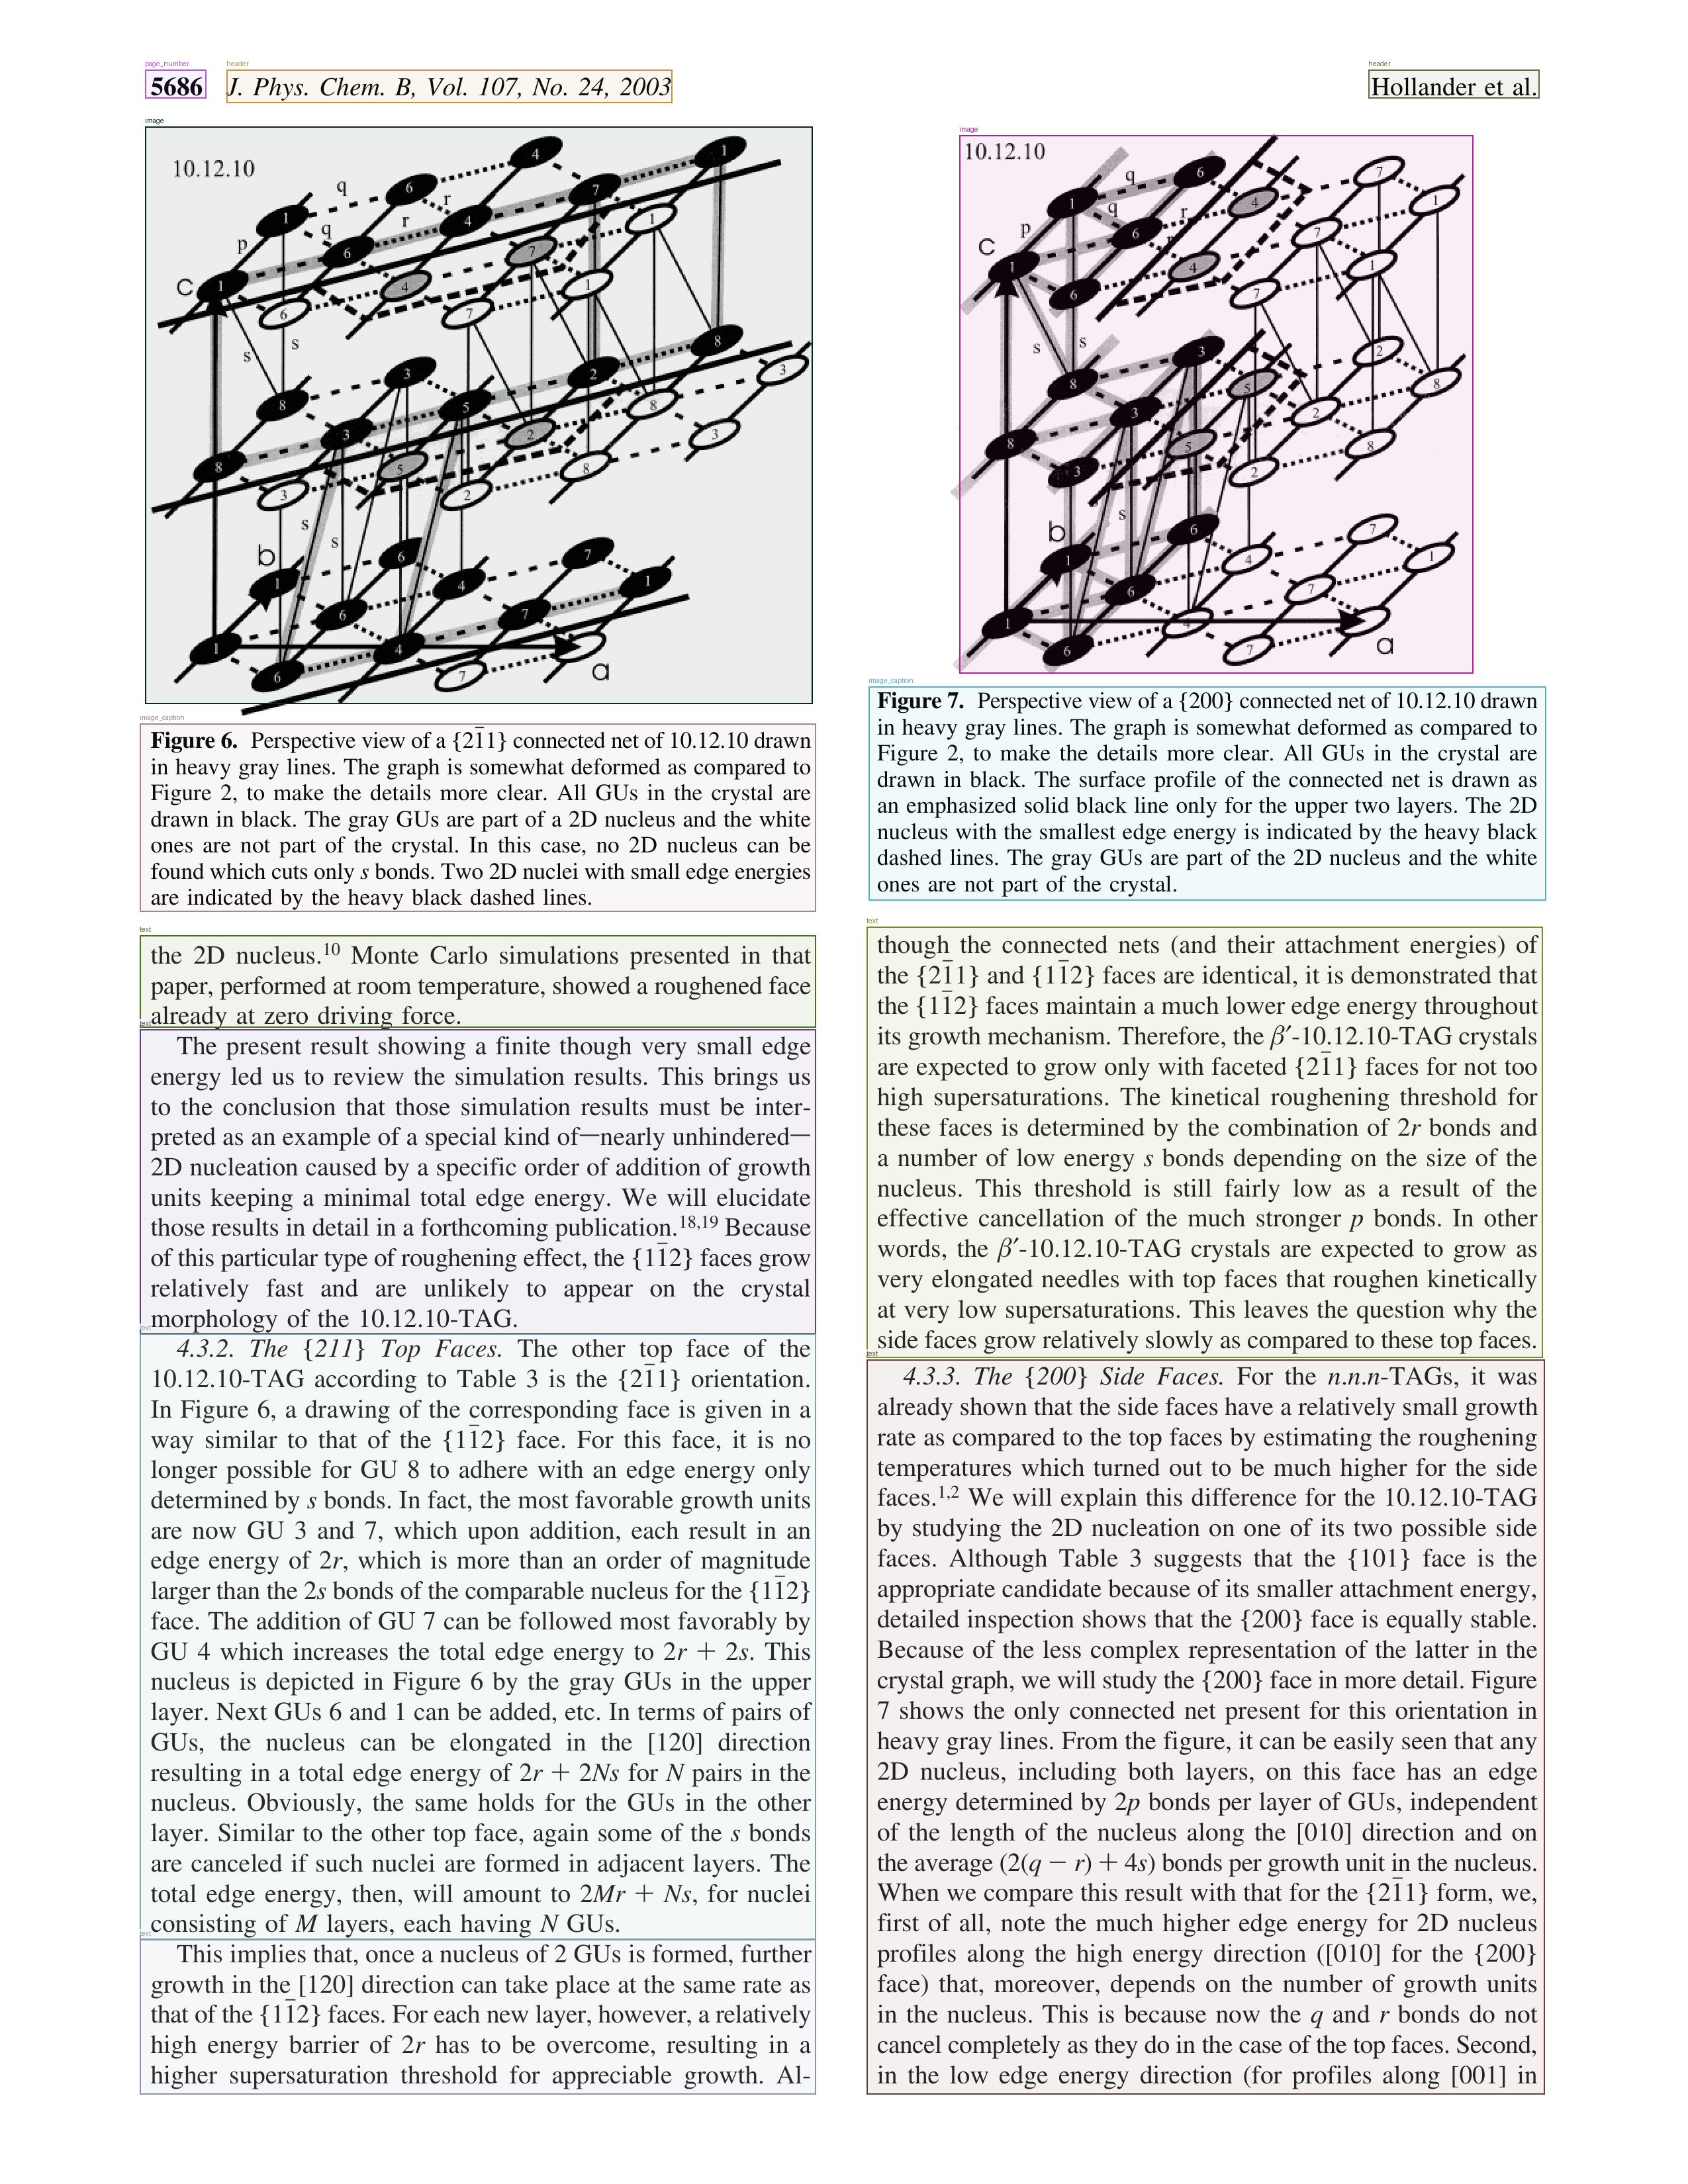 page_number
5686
header
J. Phys. Chem. B, Vol. 107, No. 24, 2003
header
Hollander et al.
image
10.12.10
image_caption
Figure 6. Perspective view of a {21̄1} connected net of 10.12.10 drawn
in heavy gray lines. The graph is somewhat deformed as compared to
Figure 2, to make the details more clear. All GUs in the crystal are
drawn in black. The gray GUs are part of a 2D nucleus and the white
ones are not part of the crystal. In this case, no 2D nucleus can be
found which cuts only s bonds. Two 2D nuclei with small edge energies
are indicated by the heavy black dashed lines.
text
the 2D nucleus.10 Monte Carlo simulations presented in that
paper, performed at room temperature, showed a roughened face
already at zero driving force.
text
The present result showing a finite though very small edge
energy led us to review the simulation results. This brings us
to the conclusion that those simulation results must be inter-
preted as an example of a special kind of—nearly unhindered—
2D nucleation caused by a specific order of addition of growth
units keeping a minimal total edge energy. We will elucidate
those results in detail in a forthcoming publication.18,19 Because
of this particular type of roughening effect, the {11̄2} faces grow
relatively fast and are unlikely to appear on the crystal
morphology of the 10.12.10-TAG.
text
4.3.2. The {211} Top Faces. The other top face of the
10.12.10-TAG according to Table 3 is the {21̄1} orientation.
In Figure 6, a drawing of the corresponding face is given in a
way similar to that of the {11̄2} face. For this face, it is no
longer possible for GU 8 to adhere with an edge energy only
determined by s bonds. In fact, the most favorable growth units
are now GU 3 and 7, which upon addition, each result in an
edge energy of 2r, which is more than an order of magnitude
larger than the 2s bonds of the comparable nucleus for the {11̄2}
face. The addition of GU 7 can be followed most favorably by
GU 4 which increases the total edge energy to 2r + 2s. This
nucleus is depicted in Figure 6 by the gray GUs in the upper
layer. Next GUs 6 and 1 can be added, etc. In terms of pairs of
GUs, the nucleus can be elongated in the [120] direction
resulting in a total edge energy of 2r + 2Ns for N pairs in the
nucleus. Obviously, the same holds for the GUs in the other
layer. Similar to the other top face, again some of the s bonds
are canceled if such nuclei are formed in adjacent layers. The
total edge energy, then, will amount to 2Mr + Ns, for nuclei
consisting of M layers, each having N GUs.
text
This implies that, once a nucleus of 2 GUs is formed, further
growth in the [120] direction can take place at the same rate as
that of the {11̄2} faces. For each new layer, however, a relatively
high energy barrier of 2r has to be overcome, resulting in a
higher supersaturation threshold for appreciable growth. Al-
image
10.12.10
image_caption
Figure 7. Perspective view of a {200} connected net of 10.12.10 drawn
in heavy gray lines. The graph is somewhat deformed as compared to
Figure 2, to make the details more clear. All GUs in the crystal are
drawn in black. The surface profile of the connected net is drawn as
an emphasized solid black line only for the upper two layers. The 2D
nucleus with the smallest edge energy is indicated by the heavy black
dashed lines. The gray GUs are part of the 2D nucleus and the white
ones are not part of the crystal.
text
though the connected nets (and their attachment energies) of
the {21̄1} and {11̄2} faces are identical, it is demonstrated that
the {11̄2} faces maintain a much lower edge energy throughout
its growth mechanism. Therefore, the β′-10.12.10-TAG crystals
are expected to grow only with faceted {21̄1} faces for not too
high supersaturations. The kinetical roughening threshold for
these faces is determined by the combination of 2r bonds and
a number of low energy s bonds depending on the size of the
nucleus. This threshold is still fairly low as a result of the
effective cancellation of the much stronger p bonds. In other
words, the β′-10.12.10-TAG crystals are expected to grow as
very elongated needles with top faces that roughen kinetically
at very low supersaturations. This leaves the question why the
side faces grow relatively slowly as compared to these top faces.
text
4.3.3. The {200} Side Faces. For the n.n.n-TAGs, it was
already shown that the side faces have a relatively small growth
rate as compared to the top faces by estimating the roughening
temperatures which turned out to be much higher for the side
faces.1,2 We will explain this difference for the 10.12.10-TAG
by studying the 2D nucleation on one of its two possible side
faces. Although Table 3 suggests that the {101} face is the
appropriate candidate because of its smaller attachment energy,
detailed inspection shows that the {200} face is equally stable.
Because of the less complex representation of the latter in the
crystal graph, we will study the {200} face in more detail. Figure
7 shows the only connected net present for this orientation in
heavy gray lines. From the figure, it can be easily seen that any
2D nucleus, including both layers, on this face has an edge
energy determined by 2p bonds per layer of GUs, independent
of the length of the nucleus along the [010] direction and on
the average (2(q − r) + 4s) bonds per growth unit in the nucleus.
When we compare this result with that for the {21̄1} form, we,
first of all, note the much higher edge energy for 2D nucleus
profiles along the high energy direction ([010] for the {200}
face) that, moreover, depends on the number of growth units
in the nucleus. This is because now the q and r bonds do not
cancel completely as they do in the case of the top faces. Second,
in the low edge energy direction (for profiles along [001] in